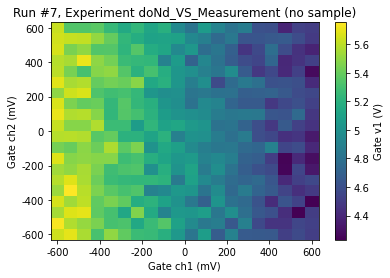 Run #7, Experiment doNd_VS_Measurement (no sample)
600
400
200
0
-200
-400
-600
Gate ch2 (mV)
-600 -400 -200 0 200 400 600
Gate ch1 (mV)
5.6
5.4
5.2
5
4.8
4.6
4.4
Gate v1 (V)